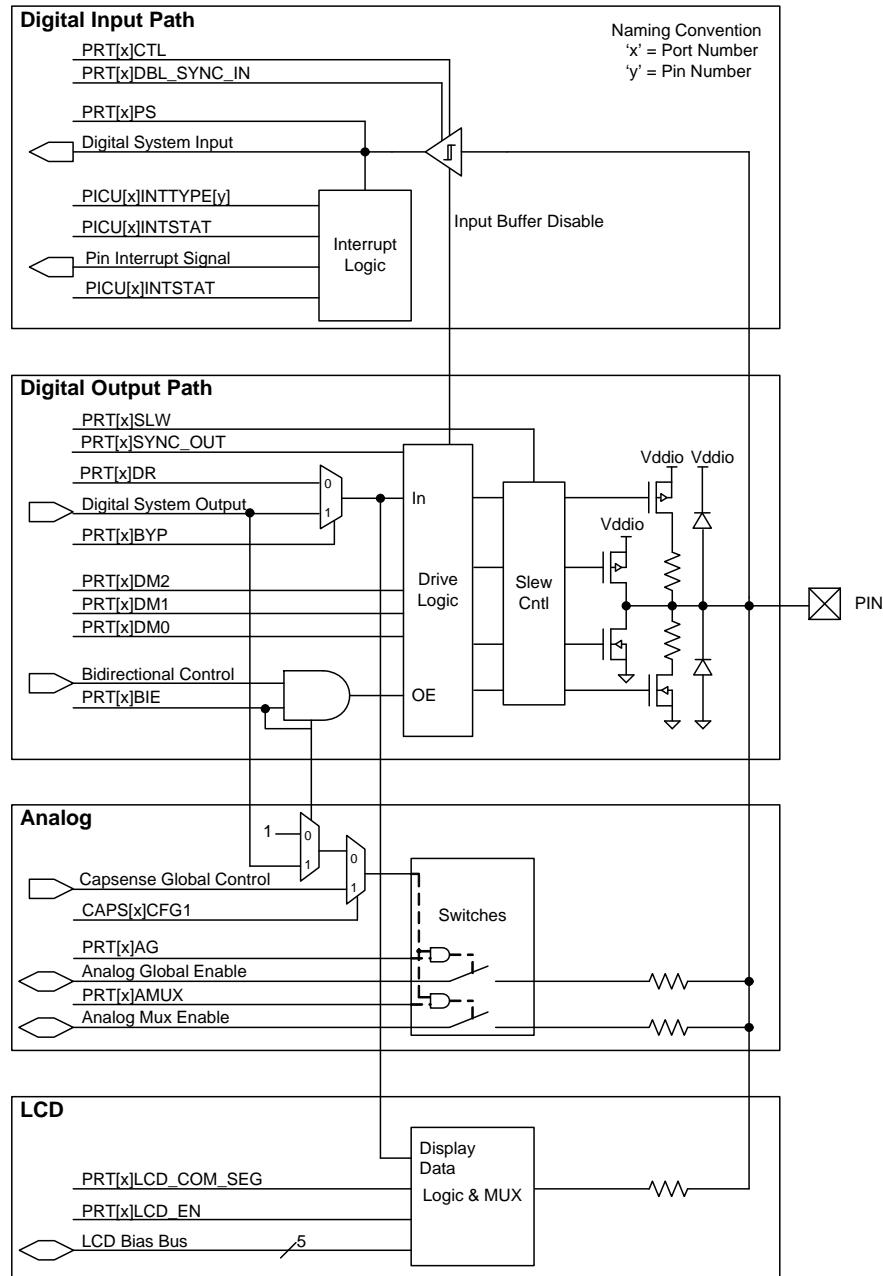 Digital Input Path
Naming Convention
'x' = Port Number
'y' = Pin Number
PRT[x]CTL
PRT[x]DBL_SYNC_IN
PRT[x]PS
Digital System Input
PICU[x]INTTYPE[y]
PICU[x]INTSTAT
Pin Interrupt Signal
PICU[x]INTSTAT
Interrupt
Logic
Input Buffer Disable
Digital Output Path
PRT[x]SLW
PRT[x]SYNC_OUT
PRT[x]DR
Digital System Output
PRT[x]BYP
0
1
PRT[x]DM2
PRT[x]DM1
PRT[x]DM0
Bidirectional Control
PRT[x]BIE
In
Drive
Logic
OE
Slew
Cntl
Vddio Vddio
Vddio
PIN
Analog
1
0
1
0
1
Capsense Global Control
CAPS[x]CFG1
PRT[x]AG
Analog Global Enable
PRT[x]AMUX
Analog Mux Enable
Switches
LCD
Display
Data
Logic & MUX
PRT[x]LCD_COM_SEG
PRT[x]LCD_EN
LCD Bias Bus
5